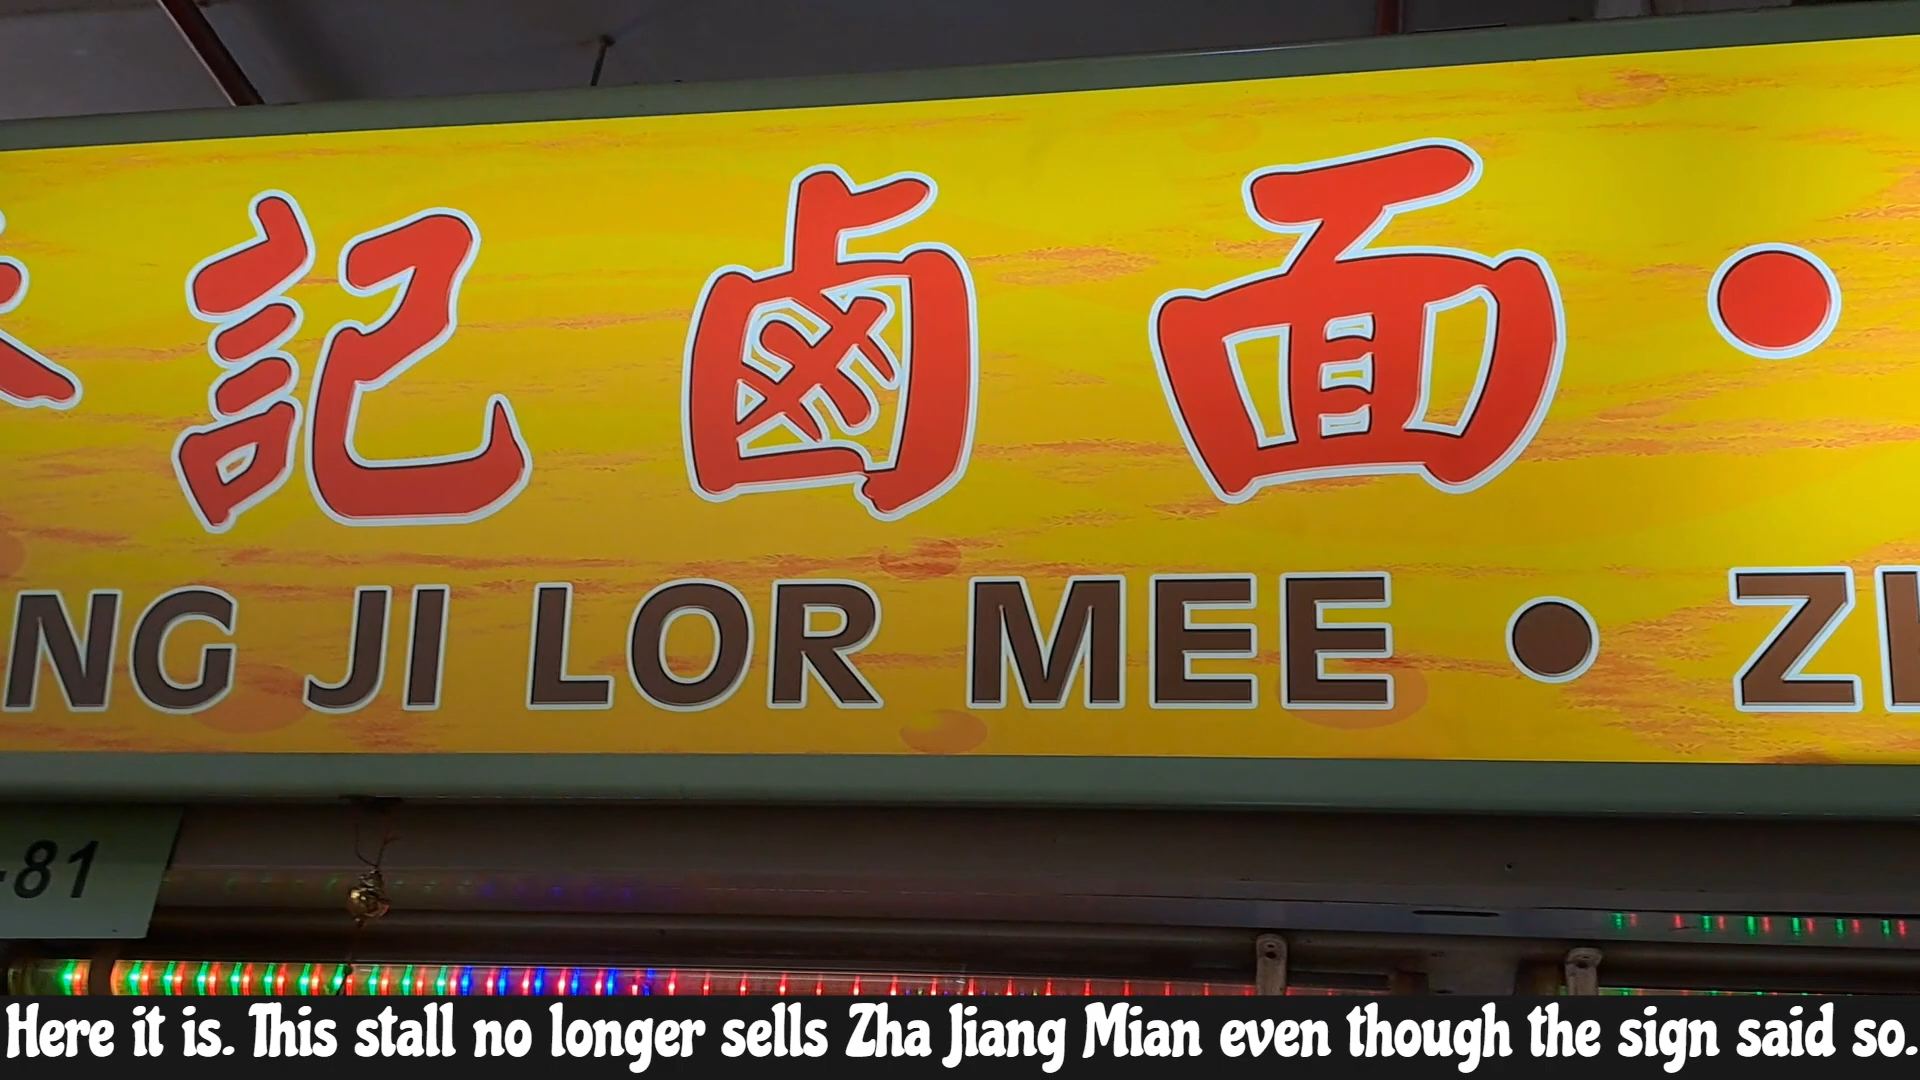 記鹵面•
NG JI LOR MEE • ZH
-81
Here it is. This stall no longer sells Zha Jiang Mian even though the sign said so.